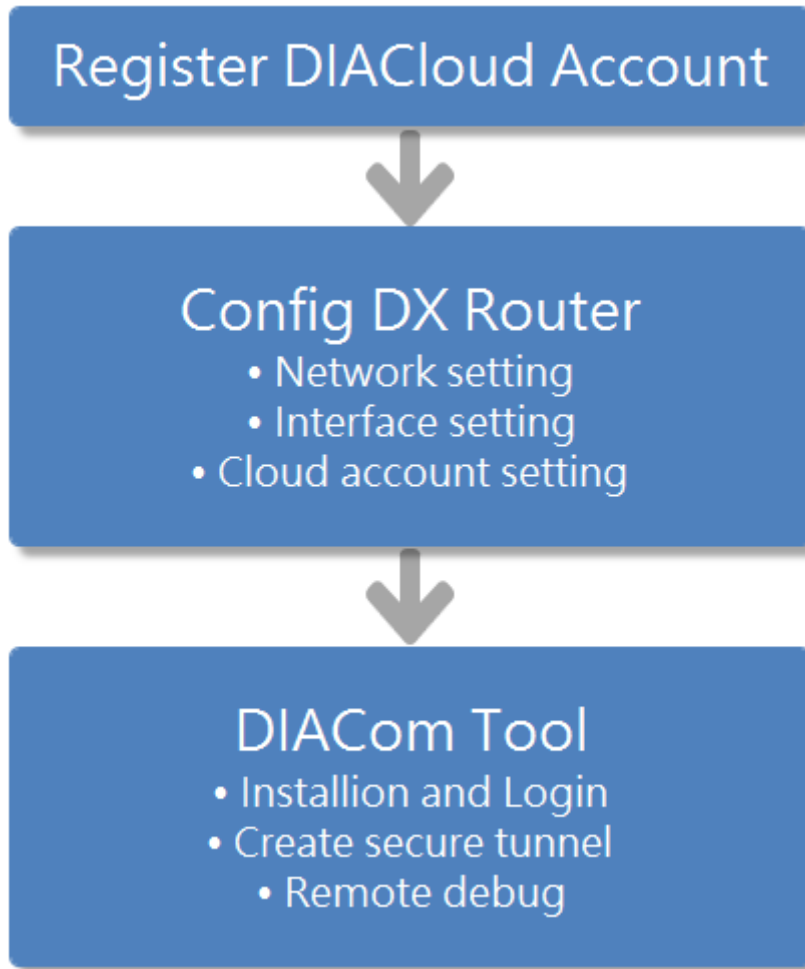 Register DIACloud Account
Config DX Router
• Network setting
• Interface setting
• Cloud account setting
DIACom Tool
• Installion and Login
• Create secure tunnel
• Remote debug